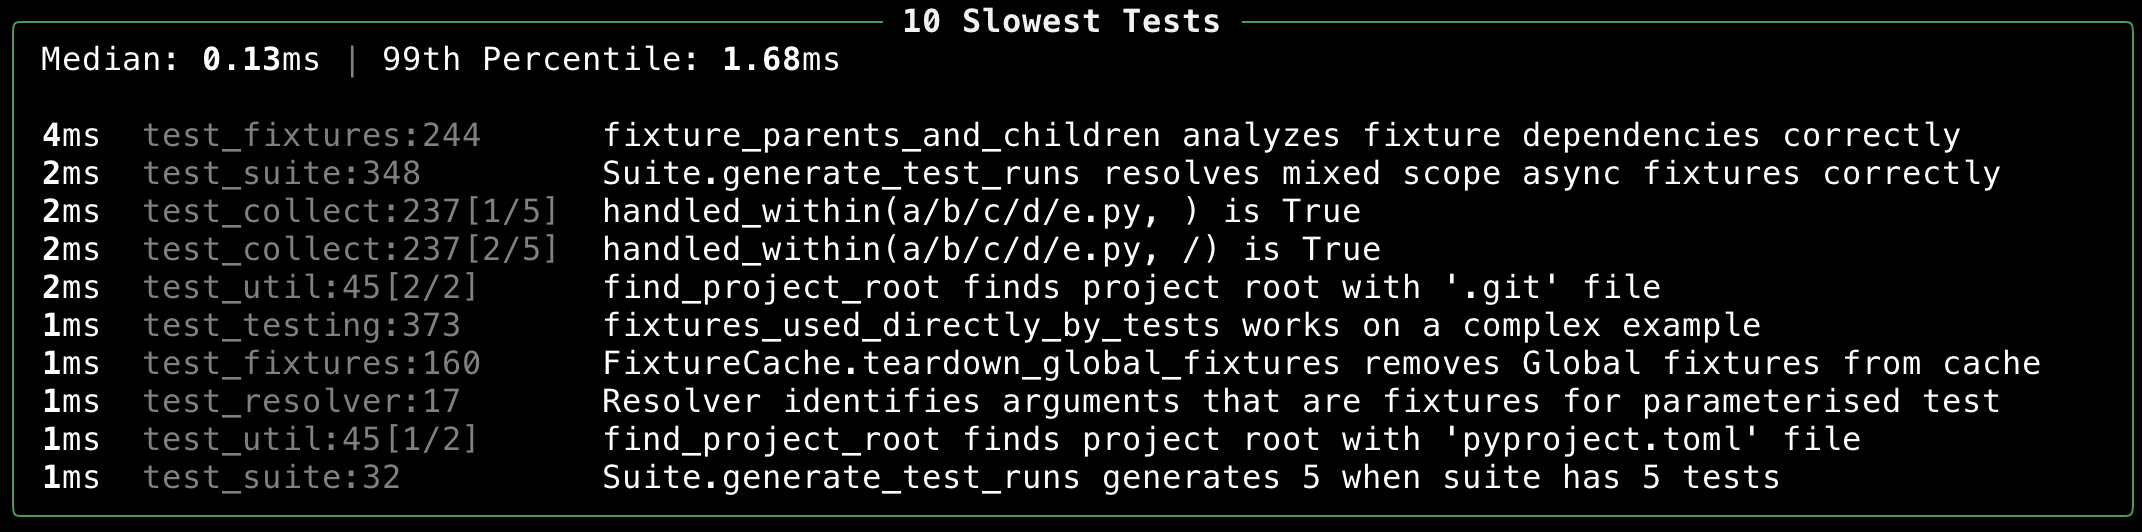 10 Slowest Tests
Median: 0.13ms | 99th Percentile: 1.68ms
4ms test_fixtures:244 fixture_parents_and_children analyzes fixture dependencies correctly
2ms test_suite:348 Suite.generate_test_runs resolves mixed scope async fixtures correctly
2ms test_collect:237[1/5] handled_within(a/b/c/d/e.py, ) is True
2ms test_collect:237[2/5] handled_within(a/b/c/d/e.py, /) is True
2ms test_util:45[2/2] find_project_root finds project root with '.git' file
1ms test_testing:373 fixtures_used_directly_by_tests works on a complex example
1ms test_fixtures:160 FixtureCache.teardown_global_fixtures removes Global fixtures from cache
1ms test_resolver:17 Resolver identifies arguments that are fixtures for parameterised test
1ms test_util:45[1/2] find_project_root finds project root with 'pyproject.toml' file
1ms test_suite:32 Suite.generate_test_runs generates 5 when suite has 5 tests